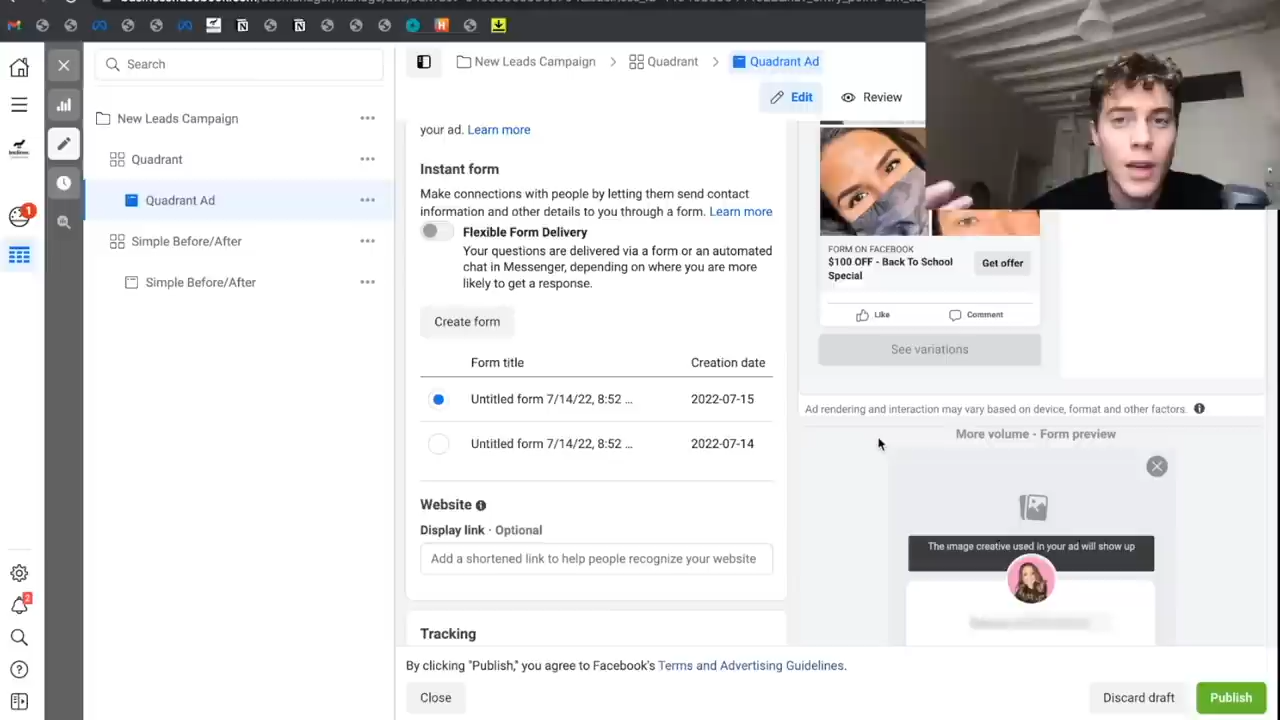 Search
New Leads Campaign
Quadrant
Quadrant Ad
Simple Before/After
Simple Before/After
1
2
New Leads Campaign > Quadrant > Quadrant Ad
Edit
Review
your ad. Learn more
Instant form
Make connections with people by letting them send contact
information and other details to you through a form. Learn more
Flexible Form Delivery
Your questions are delivered via a form or an automated
chat in Messenger, depending on where you are more
likely to get a response.
Create form
Form title Creation date
Untitled form 7/14/22, 8:52 ... 2022-07-15
Untitled form 7/14/22, 8:52 ... 2022-07-14
Website
Display link · Optional
Add a shortened link to help people recognize your website
Tracking
FORM ON FACEBOOK
$100 OFF - Back To School
Special
Get offer
Like
Comment
See variations
Ad rendering and interaction may vary based on device, format and other factors.
More volume - Form preview
The image creative used in your ad will show up
By clicking "Publish," you agree to Facebook's Terms and Advertising Guidelines.
Close
Discard draft
Publish